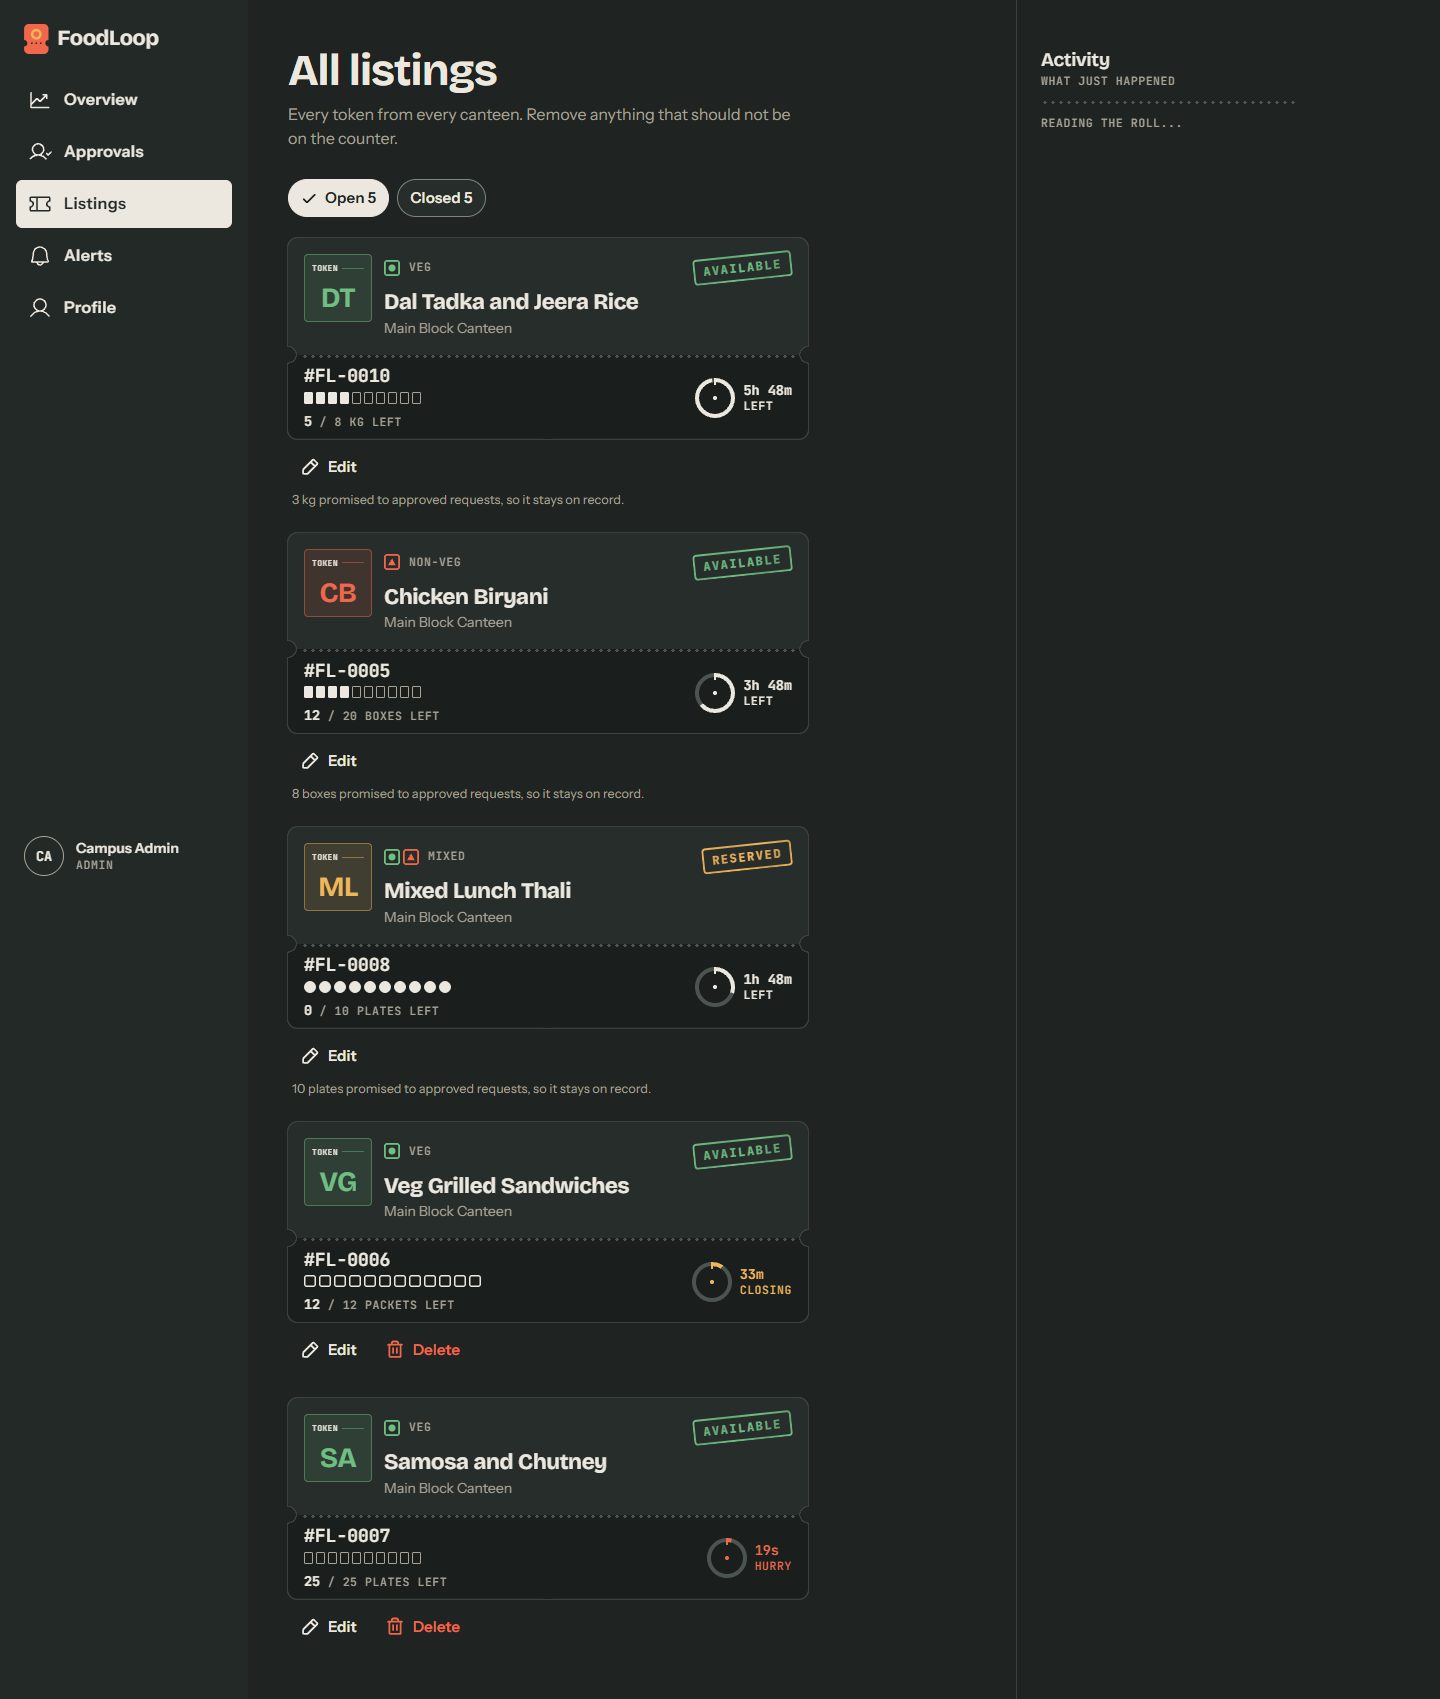 FoodLoop
Overview
Approvals
Listings
Alerts
Profile
CA
Campus Admin
ADMIN
All listings
Every token from every canteen. Remove anything that should not be
on the counter.
Open 5
Closed 5
TOKEN
DT
VEG
Dal Tadka and Jeera Rice
Main Block Canteen
AVAILABLE
#FL-0010
5 / 8 KG LEFT
5h 48m
LEFT
Edit
3 kg promised to approved requests, so it stays on record.
TOKEN
CB
NON-VEG
Chicken Biryani
Main Block Canteen
AVAILABLE
#FL-0005
12 / 20 BOXES LEFT
3h 48m
LEFT
Edit
8 boxes promised to approved requests, so it stays on record.
TOKEN
ML
MIXED
Mixed Lunch Thali
Main Block Canteen
RESERVED
#FL-0008
0 / 10 PLATES LEFT
1h 48m
LEFT
Edit
10 plates promised to approved requests, so it stays on record.
TOKEN
VG
VEG
Veg Grilled Sandwiches
Main Block Canteen
AVAILABLE
#FL-0006
12 / 12 PACKETS LEFT
33m
CLOSING
Edit
Delete
TOKEN
SA
VEG
Samosa and Chutney
Main Block Canteen
AVAILABLE
#FL-0007
25 / 25 PLATES LEFT
19s
HURRY
Edit
Delete
Activity
WHAT JUST HAPPENED
READING THE ROLL...